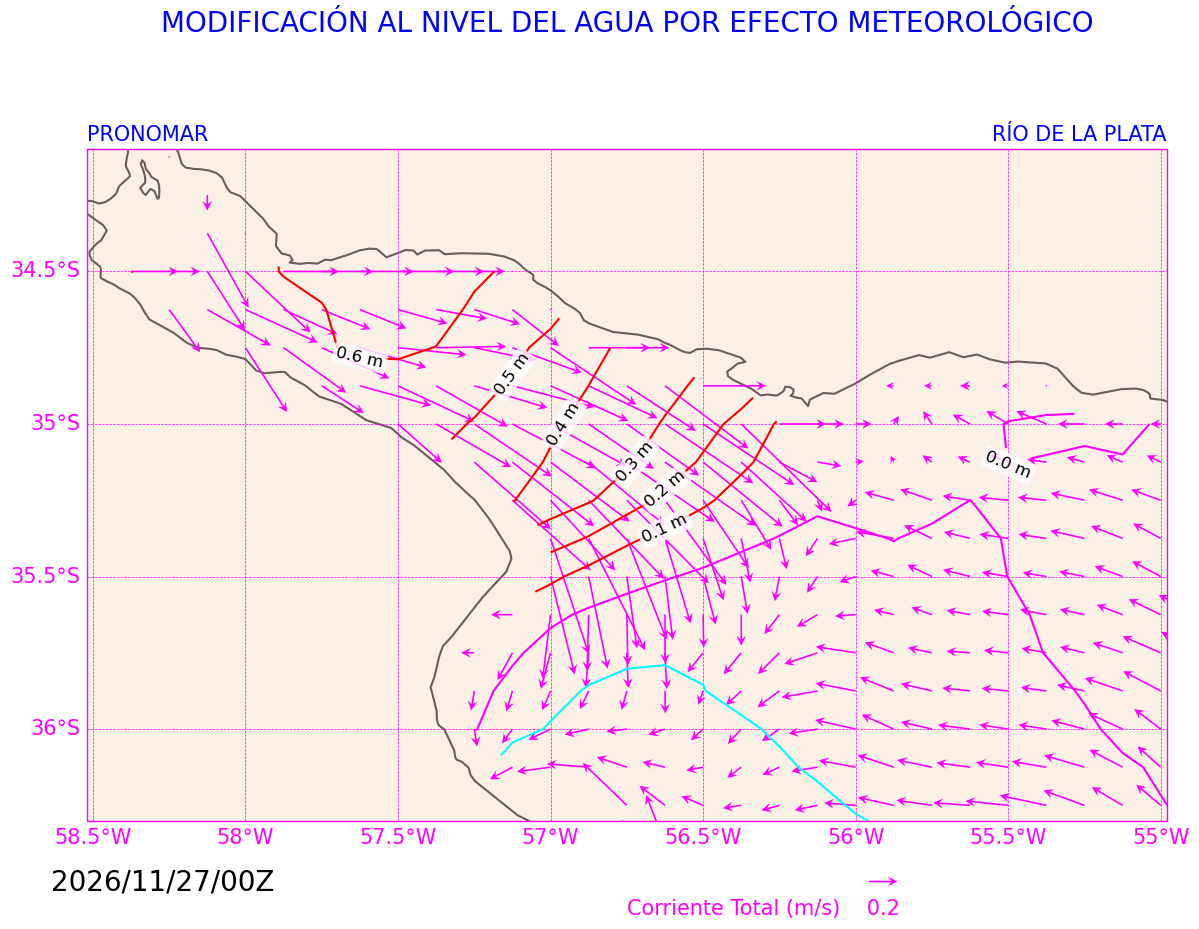 MODIFICACIÓN AL NIVEL DEL AGUA POR EFECTO METEOROLÓGICO
PRONOMAR
RÍO DE LA PLATA
34.5°S
0.6 m
0.5 m
0.4 m
35°S
0.3 m
0.0 m
0.2 m
0.1 m
35.5°S
36°S
58.5°W
58°W
57.5°W
57°W
56.5°W
56°W
55.5°W
55°W
2026/11/27/00Z
Corriente Total (m/s)
0.2